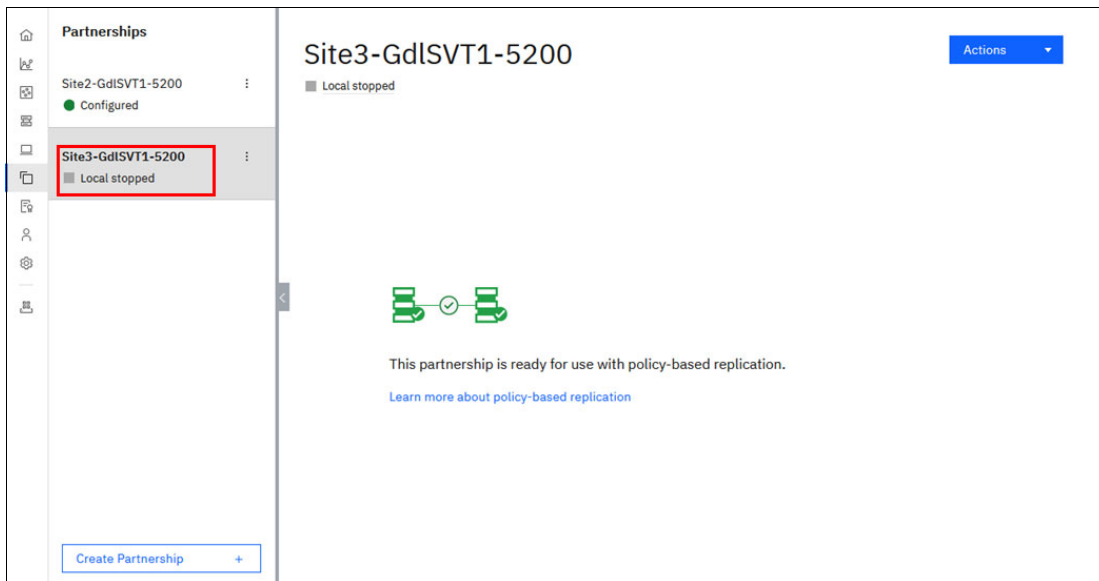 Partnerships
Site2-GdlSVT1-5200
Configured
Site3-GdlSVT1-5200
Local stopped
Create Partnership +
Site3-GdlSVT1-5200
Local stopped
Actions
This partnership is ready for use with policy-based replication.
Learn more about policy-based replication